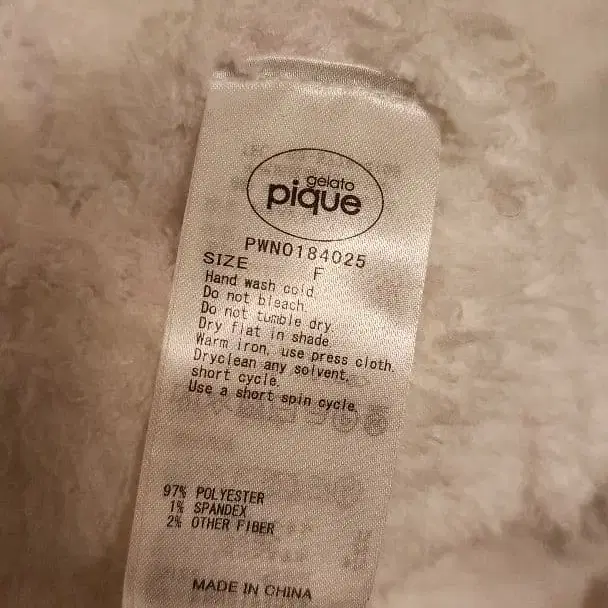 gelato
pique
PWNO184025
SIZE F
Hand wash cold.
Do not bleach.
Do not tumble dry.
Dry flat in shade.
Warm iron, use press cloth.
Dryclean any solvent,
short cycle.
Use a short spin cycle.
97% POLYESTER
1% SPANDEX
2% OTHER FIBER
MADE IN CHINA